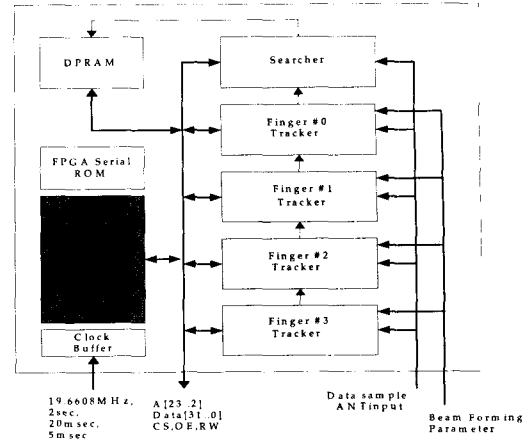 DPRAM
Searcher
Finger #0
Tracker
FPGA Serial
ROM
Finger #1
Tracker
Finger #2
Tracker
Finger #3
Tracker
Clock
Buffer
19.6608MHz,
2sec,
20msec,
5msec
A[23..2]
Data[31..0]
CS,OE,RW
Data sample
ANTinput
Beam Forming
Parameter